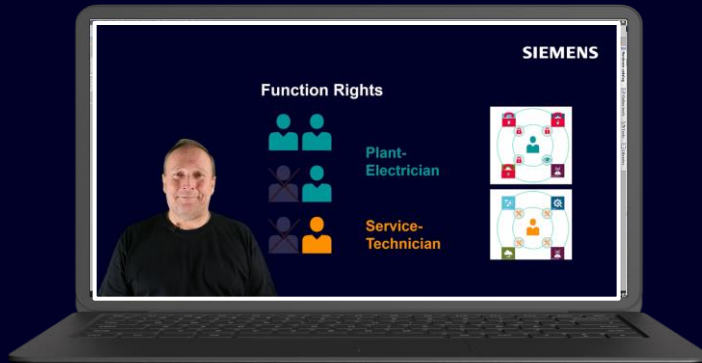 SIEMENS
Function Rights
Plant-
Electrician
Service-
Technician